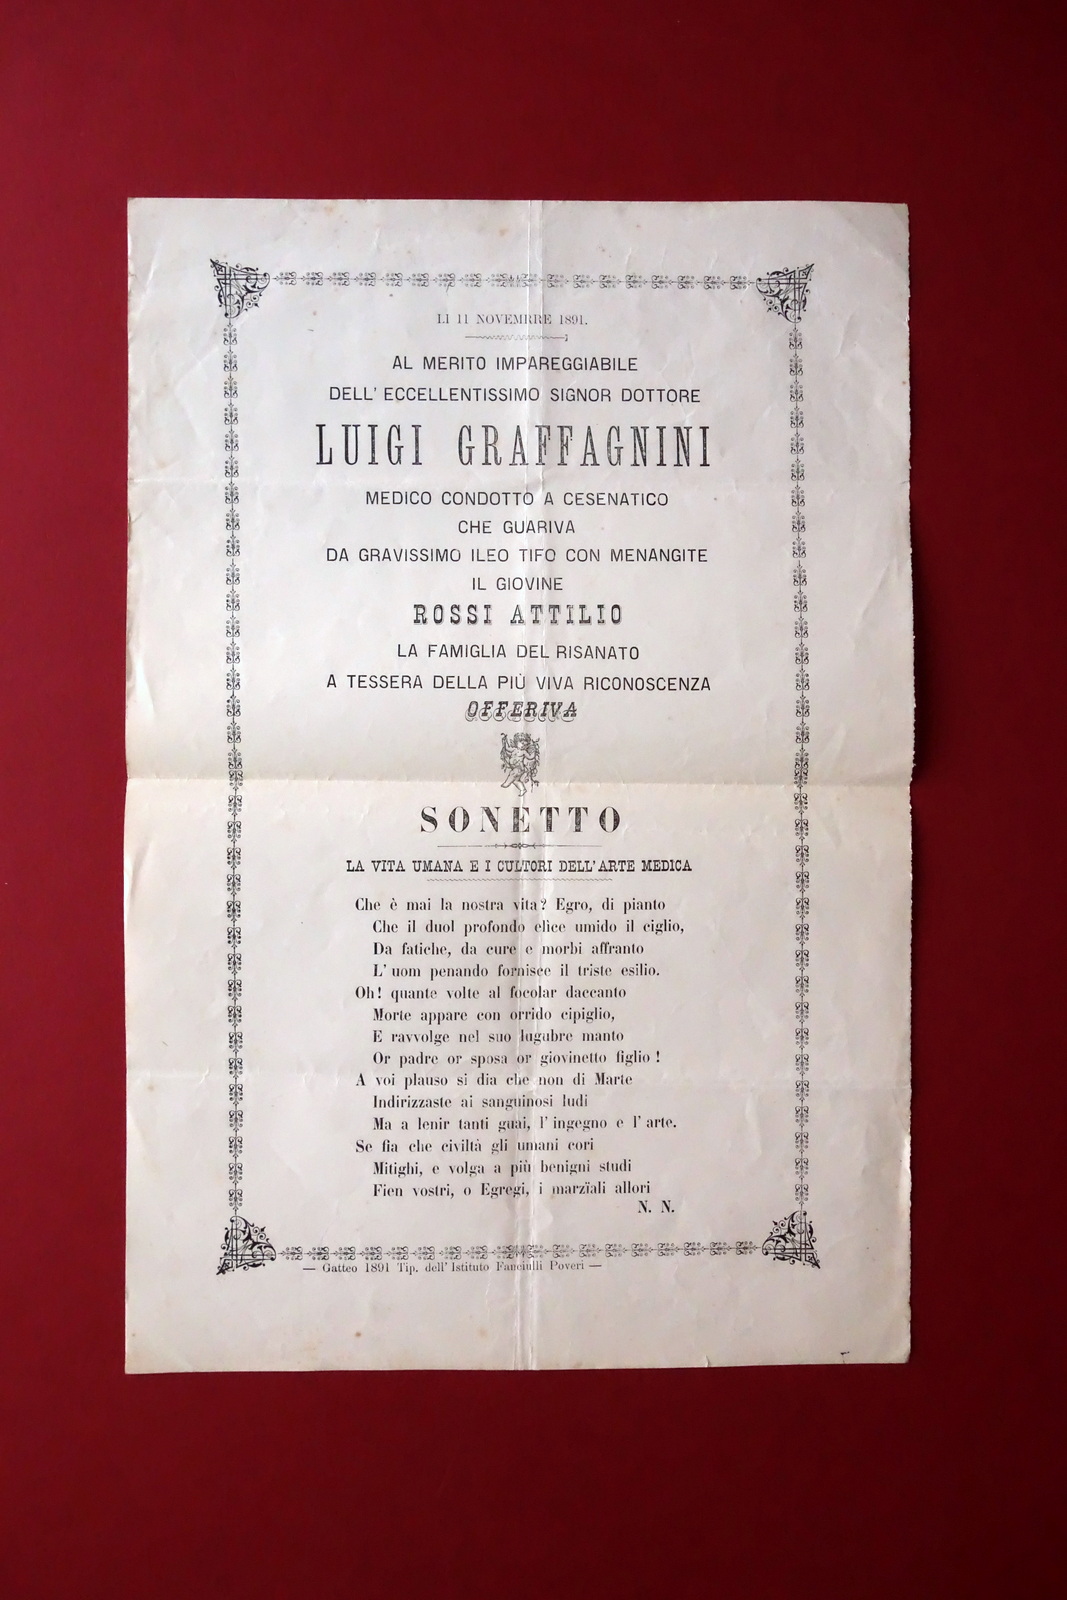 LI 11 NOVEMBRE 1891.
AL MERITO IMPAREGGIABILE
DELL' ECCELLENTISSIMO SIGNOR DOTTORE
LUIGI GRAFFAGNINI
MEDICO CONDOTTO A CESENATICO
CHE GUARIVA
DA GRAVISSIMO ILEO TIFO CON MENANGITE
IL GIOVINE
ROSSI ATTILIO
LA FAMIGLIA DEL RISANATO
A TESSERA DELLA PIÙ VIVA RICONOSCENZA
OFFERIVA
SONETTO
LA VITA UMANA E I CULTORI DELL'ARTE MEDICA
Che è mai la nostra vita? Egro, di pianto
Che il duol profondo elice umido il ciglio,
Da fatiche, da cure e morbi affranto
L' uom penando fornisce il triste esilio.
Oh! quante volte al focolar daccanto
Morte appare con orrido cipiglio,
E ravvolge nel suo lugubre manto
Or padre or sposa or giovinetto figlio !
A voi plauso si dia che non di Marte
Indirizzaste ai sanguinosi ludi
Ma a lenir tanti guai, l' ingegno e l' arte.
Se fia che civiltà gli umani cori
Mitighi, e volga a più benigni studi
Fien vostri, o Egregi, i marzïali allori
N. N.
— Gatteo 1891 Tip. dell' Istituto Fanciulli Poveri —